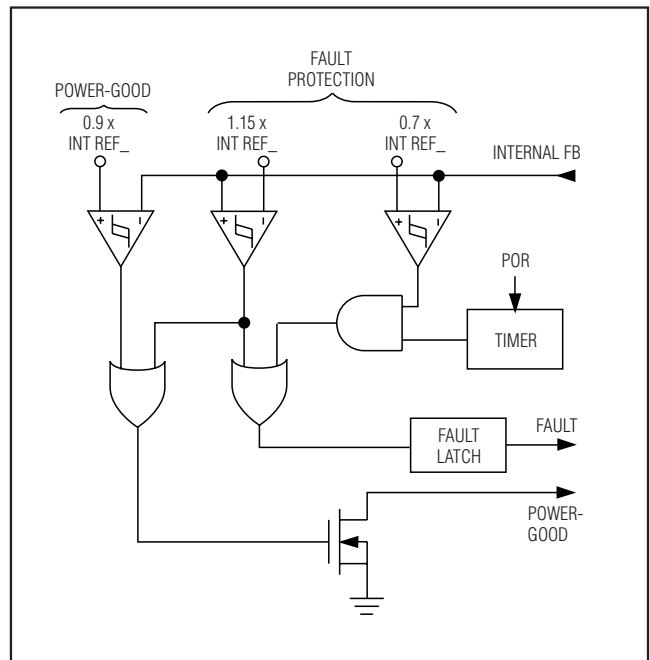 FAULT
PROTECTION
POWER-GOOD
0.9 x
INT REF_
1.15 x
INT REF_
0.7 x
INT REF_
INTERNAL FB
+ -
+ -
+ -
POR
TIMER
FAULT
LATCH
FAULT
POWER-
GOOD